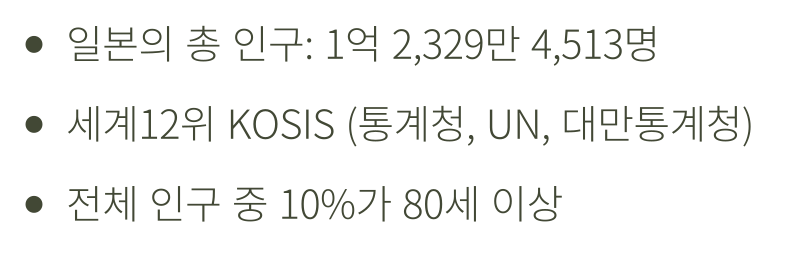 • 일본의 총 인구: 1억 2,329만 4,513명
• 세계12위 KOSIS (통계청, UN, 대만통계청)
• 전체 인구 중 10%가 80세 이상